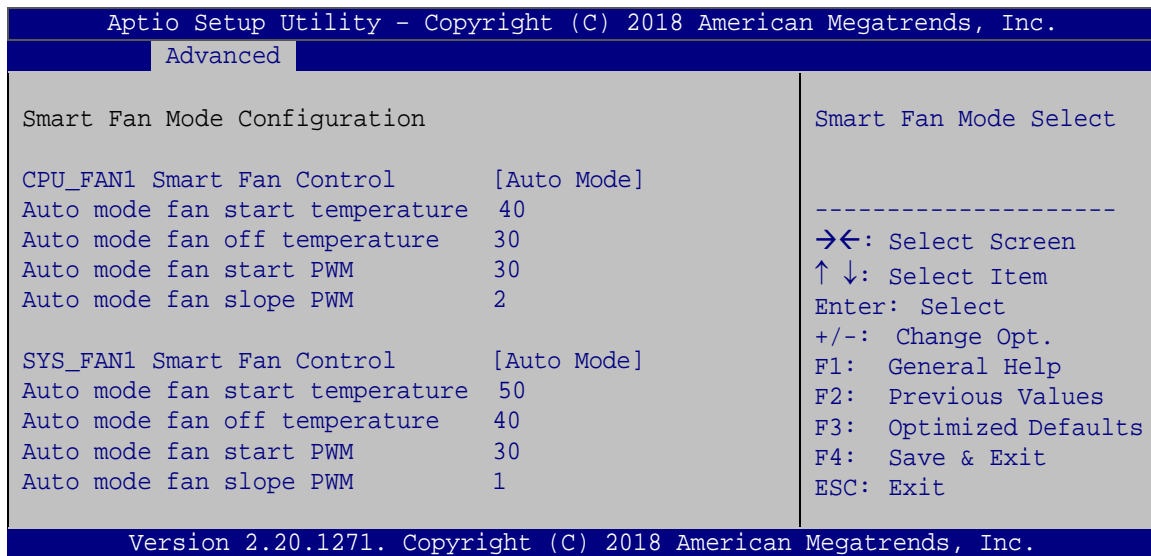 Aptio Setup Utility – Copyright (C) 2018 American Megatrends, Inc.
Advanced
Smart Fan Mode Configuration
CPU_FAN1 Smart Fan Control [Auto Mode]
Auto mode fan start temperature 40
Auto mode fan off temperature 30
Auto mode fan start PWM 30
Auto mode fan slope PWM 2
SYS_FAN1 Smart Fan Control [Auto Mode]
Auto mode fan start temperature 50
Auto mode fan off temperature 40
Auto mode fan start PWM 30
Auto mode fan slope PWM 1
Smart Fan Mode Select
---------------------
→←: Select Screen
↑ ↓: Select Item
Enter: Select
+/-: Change Opt.
F1: General Help
F2: Previous Values
F3: Optimized Defaults
F4: Save & Exit
ESC: Exit
Version 2.20.1271. Copyright (C) 2018 American Megatrends, Inc.